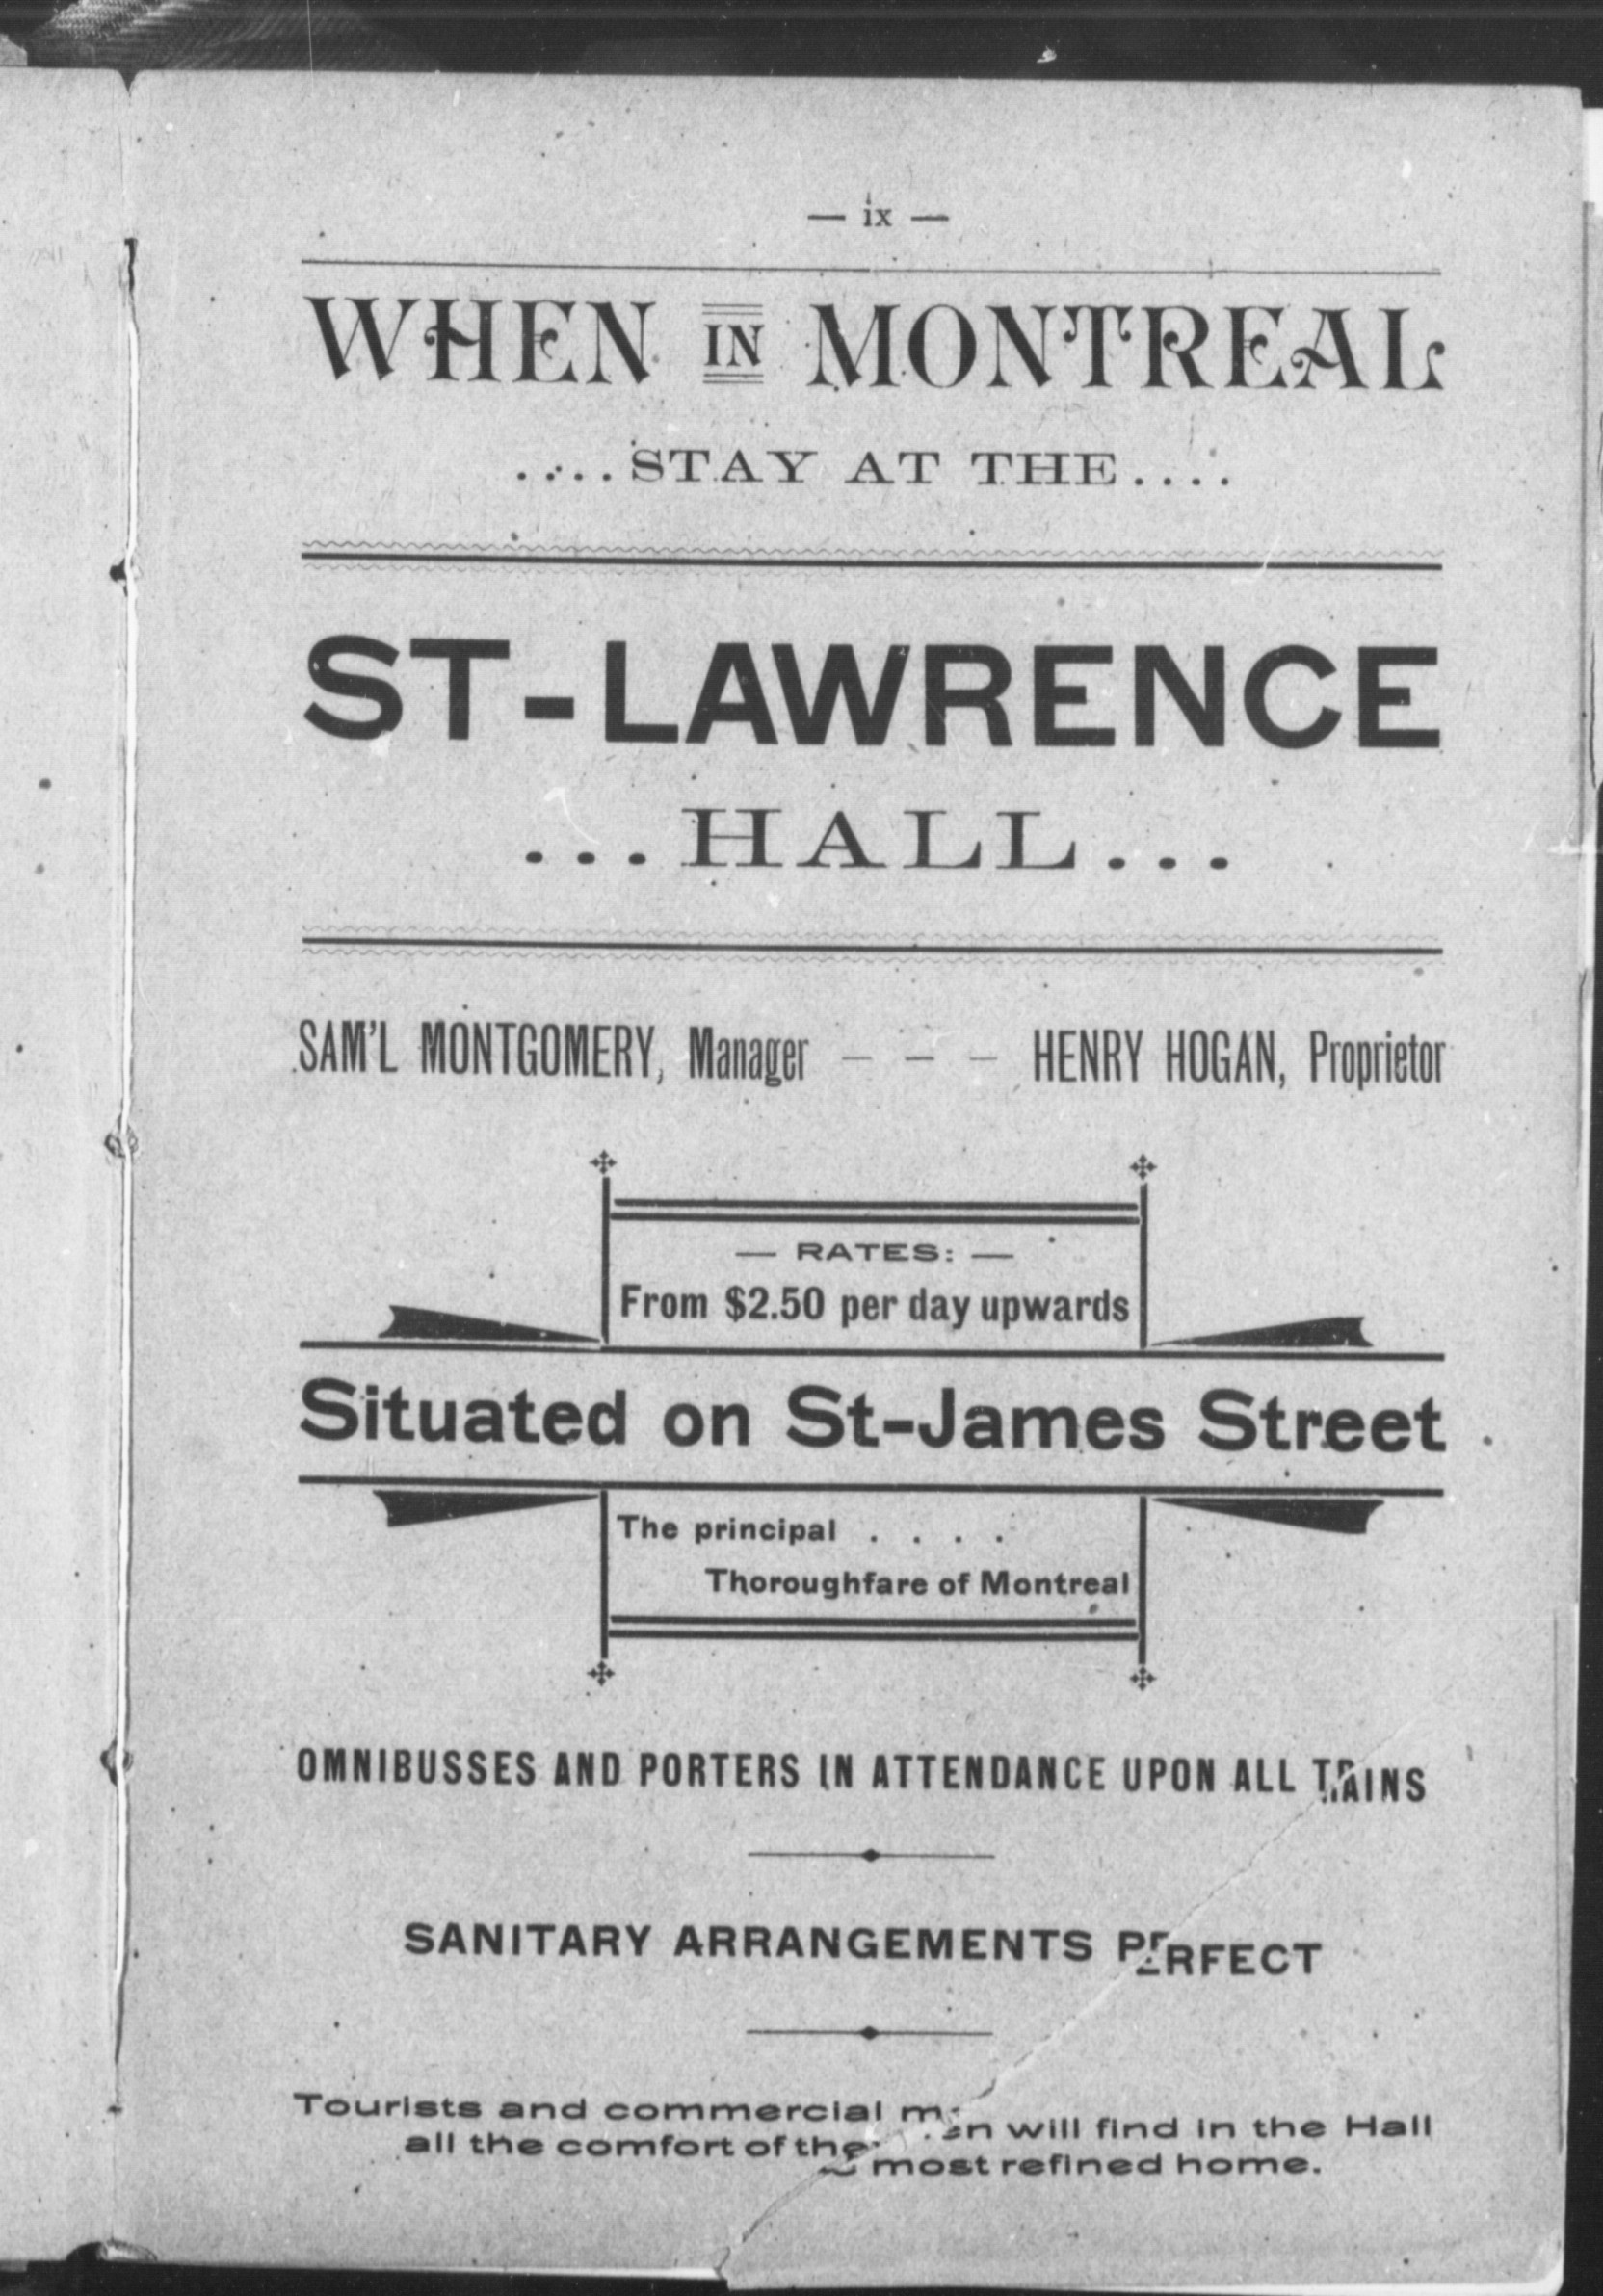 — ix —
WHEN IN MONTREAL
....STAY AT THE....
ST-LAWRENCE
...HALL...
SAM'L MONTGOMERY, Manager – – – HENRY HOGAN, Proprietor
— RATES: —
From $2.50 per day upwards
Situated on St-James Street
The principal . . . .
Thoroughfare of Montreal
OMNIBUSSES AND PORTERS IN ATTENDANCE UPON ALL TRAINS
SANITARY ARRANGEMENTS PERFECT
Tourists and commercial men will find in the Hall
all the comfort of the most refined home.